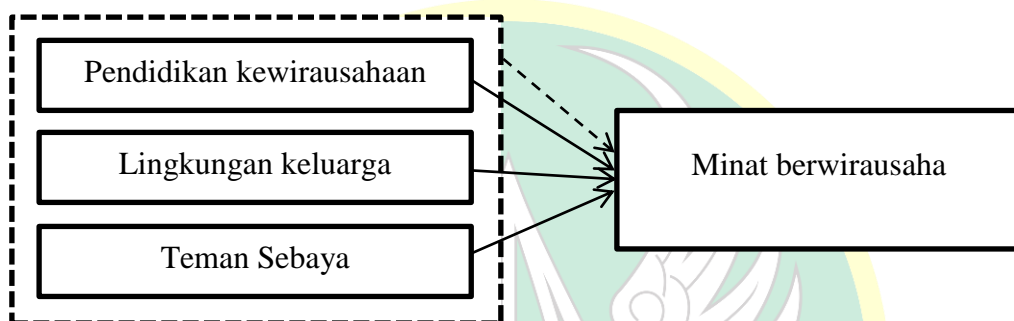 Pendidikan kewirausahaan
Lingkungan keluarga
Minat berwirausaha
Teman Sebaya